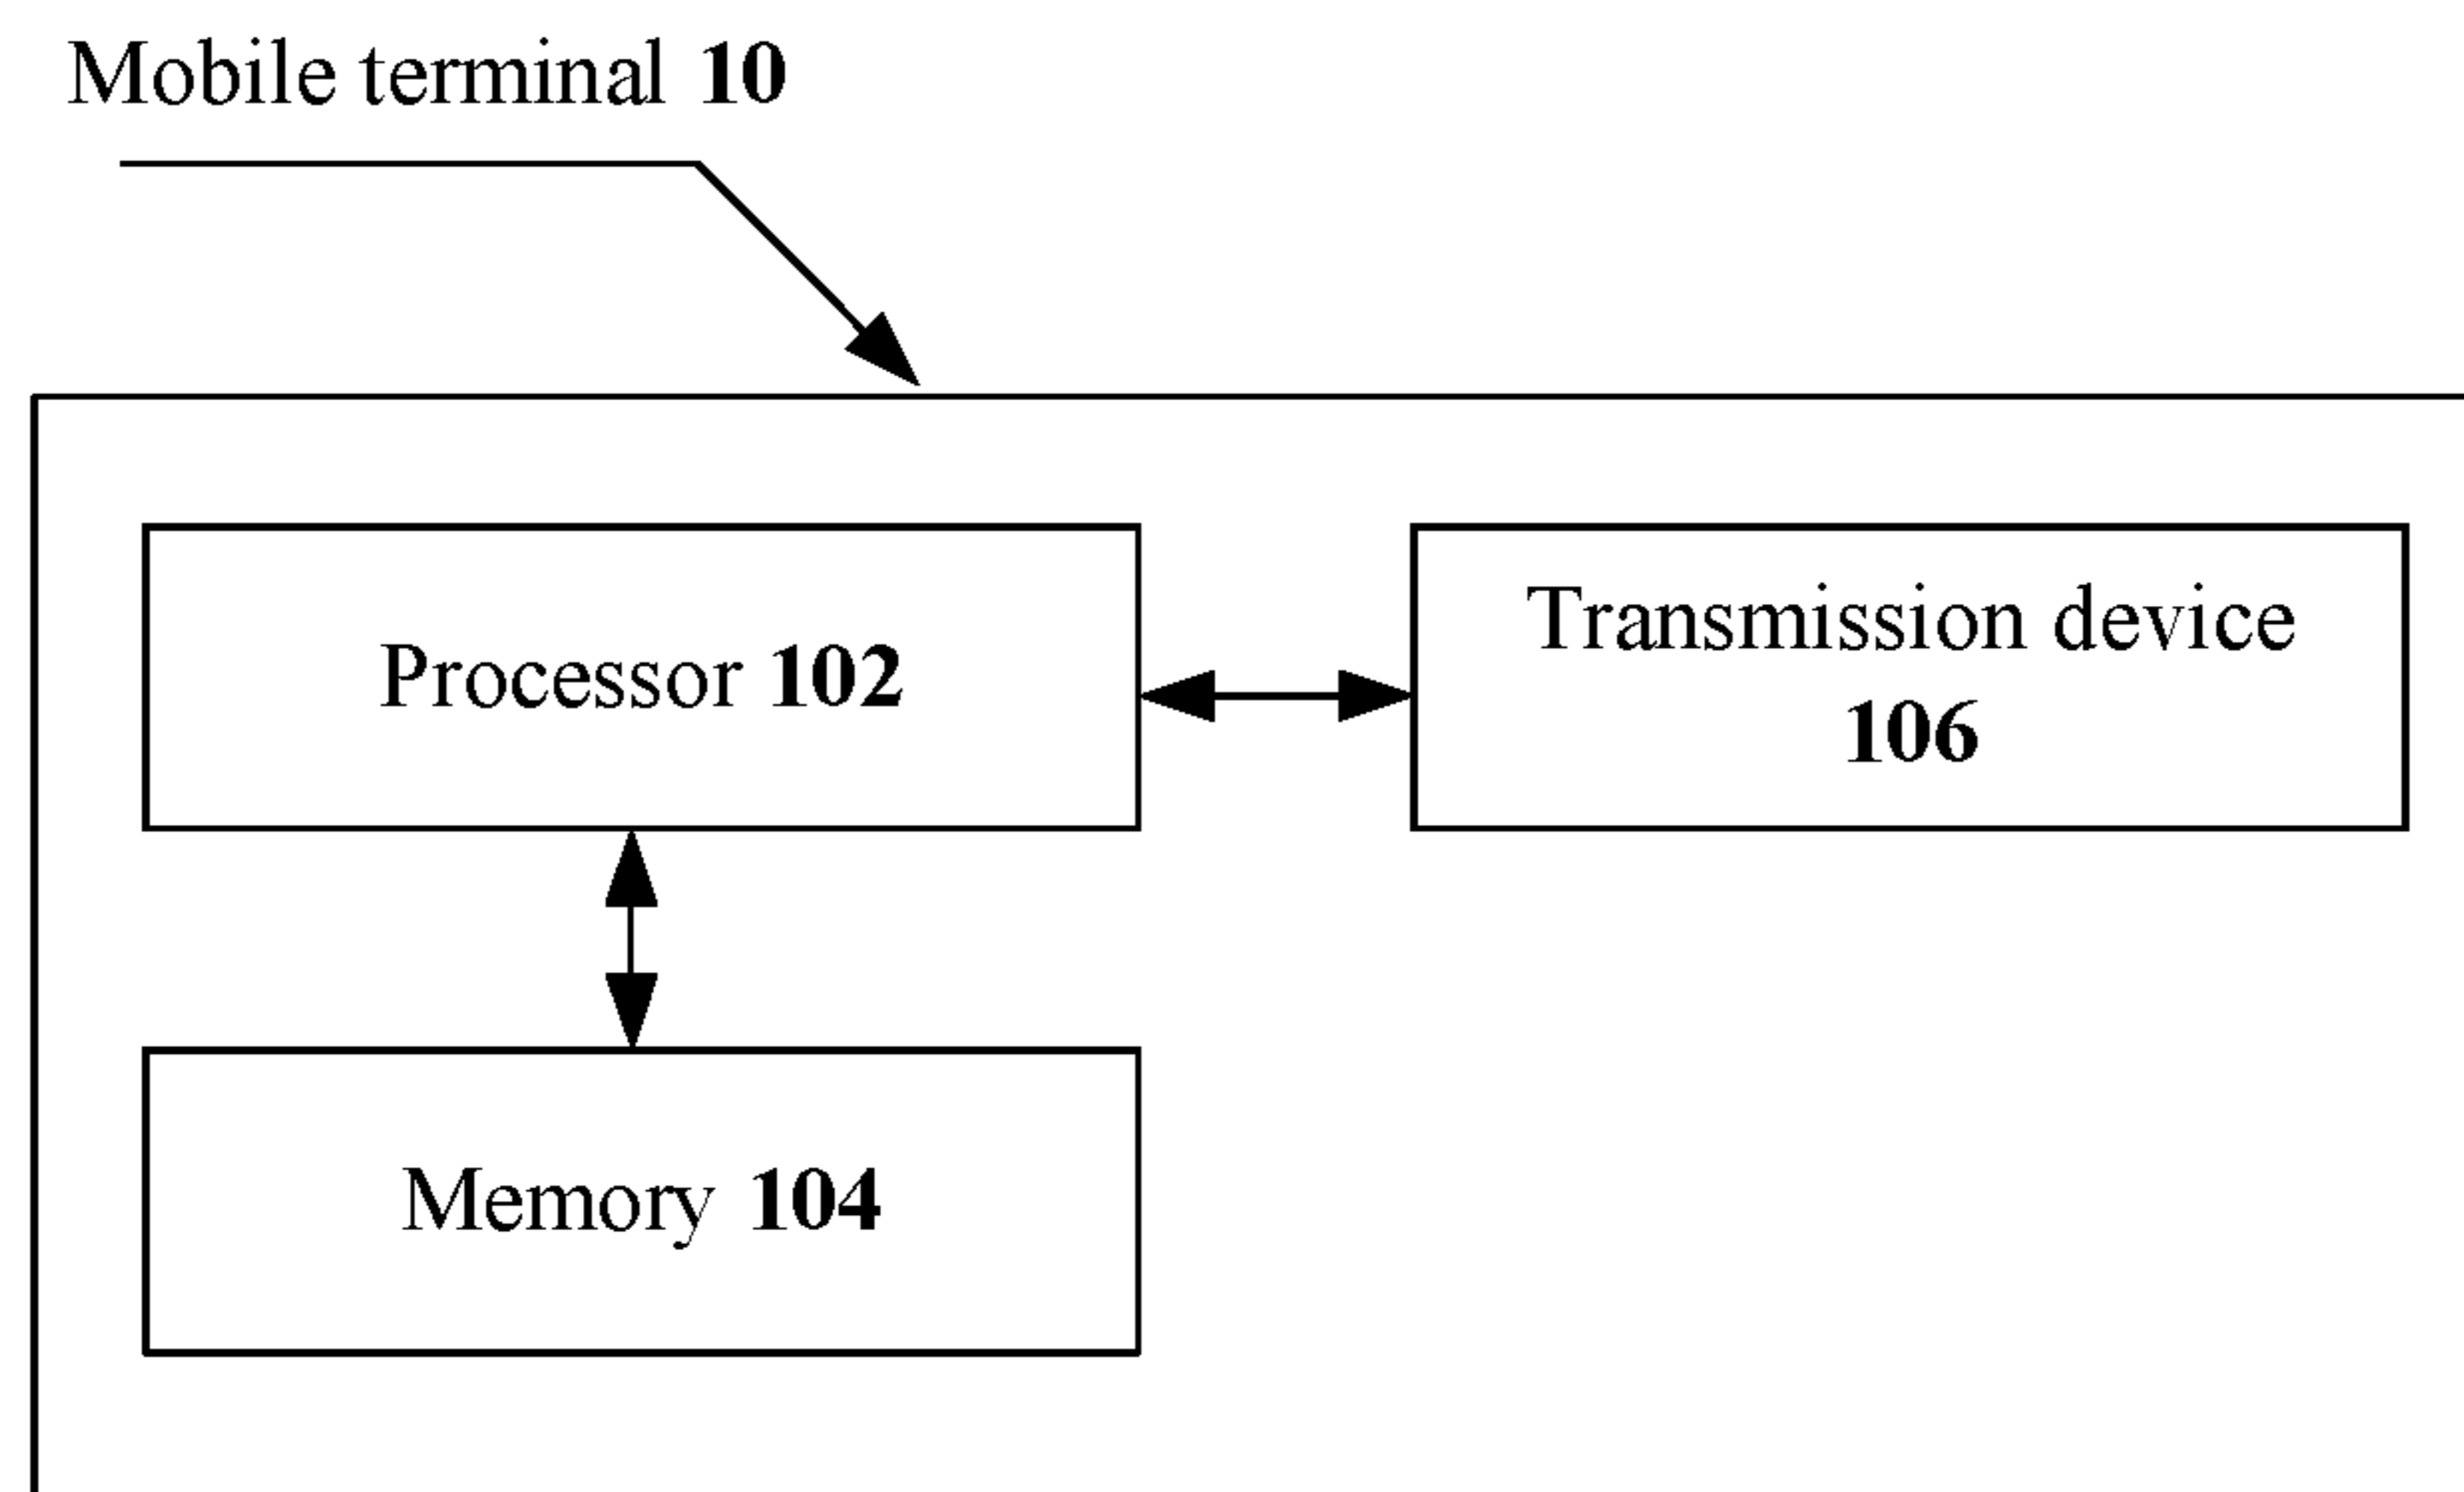 Mobile terminal 10
Processor 102
Transmission device
106
Memory 104